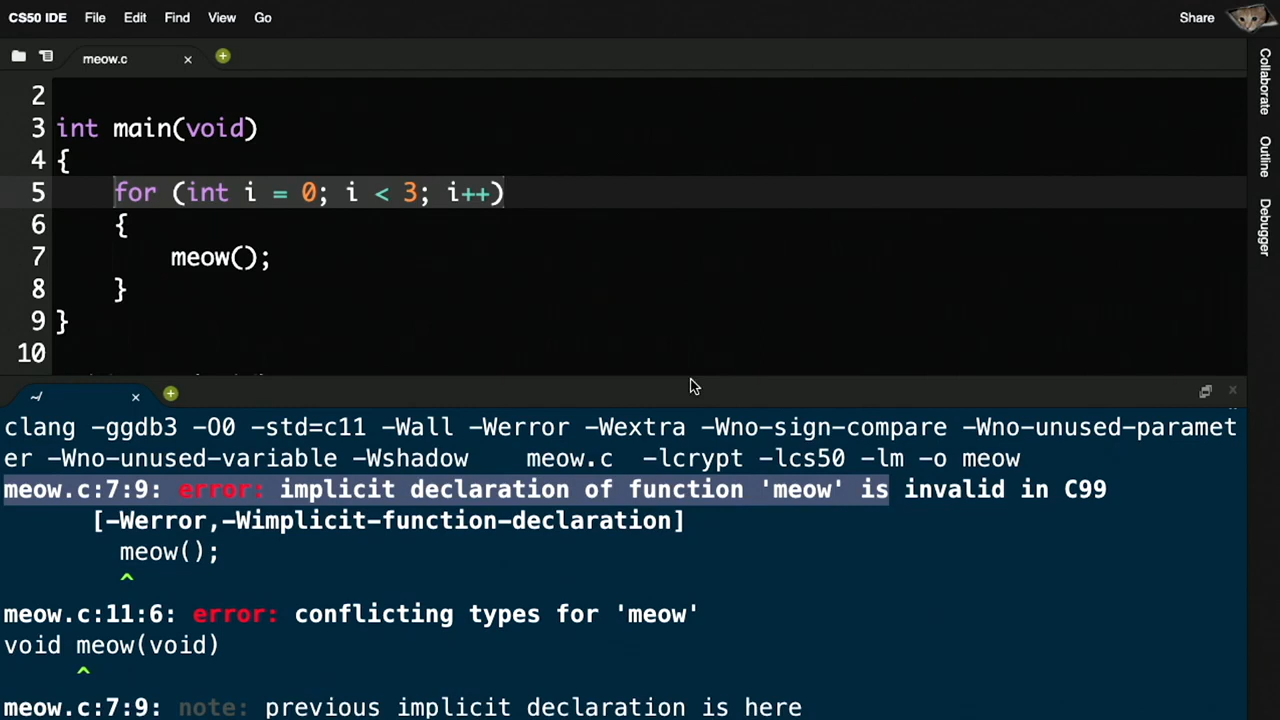 CS50 IDE File Edit Find View Go Share
meow.c
2
3 int main(void)
4 {
5     for (int i = 0; i < 3; i++)
6     {
7         meow();
8     }
9 }
10
Collaborate
Outline
Debugger
~/
clang -ggdb3 -O0 -std=c11 -Wall -Werror -Wextra -Wno-sign-compare -Wno-unused-paramet
er -Wno-unused-variable -Wshadow    meow.c  -lcrypt -lcs50 -lm -o meow
meow.c:7:9: error: implicit declaration of function 'meow' is invalid in C99
      [-Werror,-Wimplicit-function-declaration]
        meow();
        ^
meow.c:11:6: error: conflicting types for 'meow'
void meow(void)
     ^
meow.c:7:9: note: previous implicit declaration is here